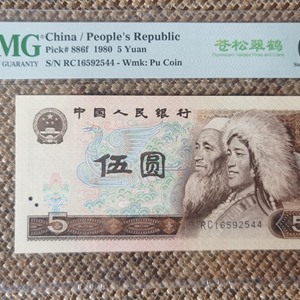 MG
GUARANTY
China / People's Republic
Pick# 886f 1980 5 Yuan
S/N RC16592544 - Wmk: Pu Coin
苍松翠鹤
中国人民银行
伍圆
RC16592544
5